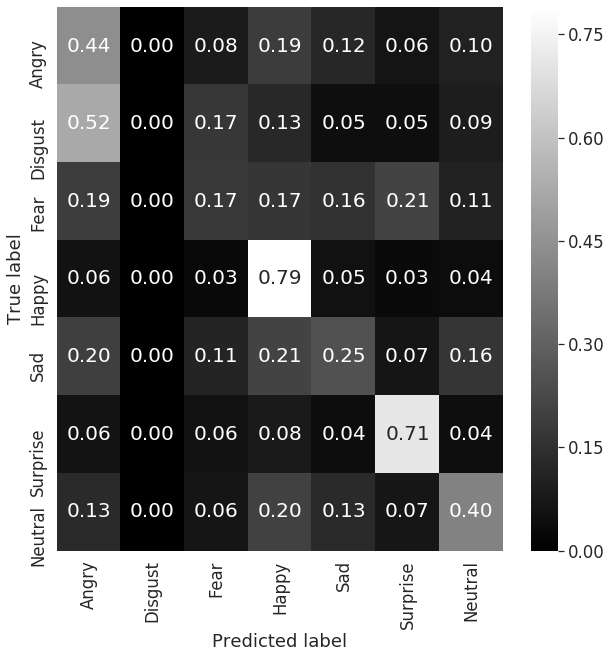 Angry 0.44 0.00 0.08 0.19 0.12 0.06 0.10
Disgust 0.52 0.00 0.17 0.13 0.05 0.05 0.09
Fear 0.19 0.00 0.17 0.17 0.16 0.21 0.11
Happy 0.06 0.00 0.03 0.79 0.05 0.03 0.04
Sad 0.20 0.00 0.11 0.21 0.25 0.07 0.16
Surprise 0.06 0.00 0.06 0.08 0.04 0.71 0.04
Neutral 0.13 0.00 0.06 0.20 0.13 0.07 0.40
True label
Angry Disgust Fear Happy Sad Surprise Neutral
Predicted label
0.75
0.60
0.45
0.30
0.15
0.00